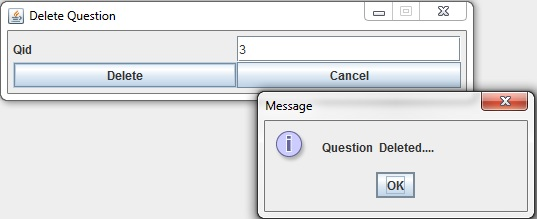 Delete Question
Qid 3
Delete Cancel
Message
Question Deleted....
OK